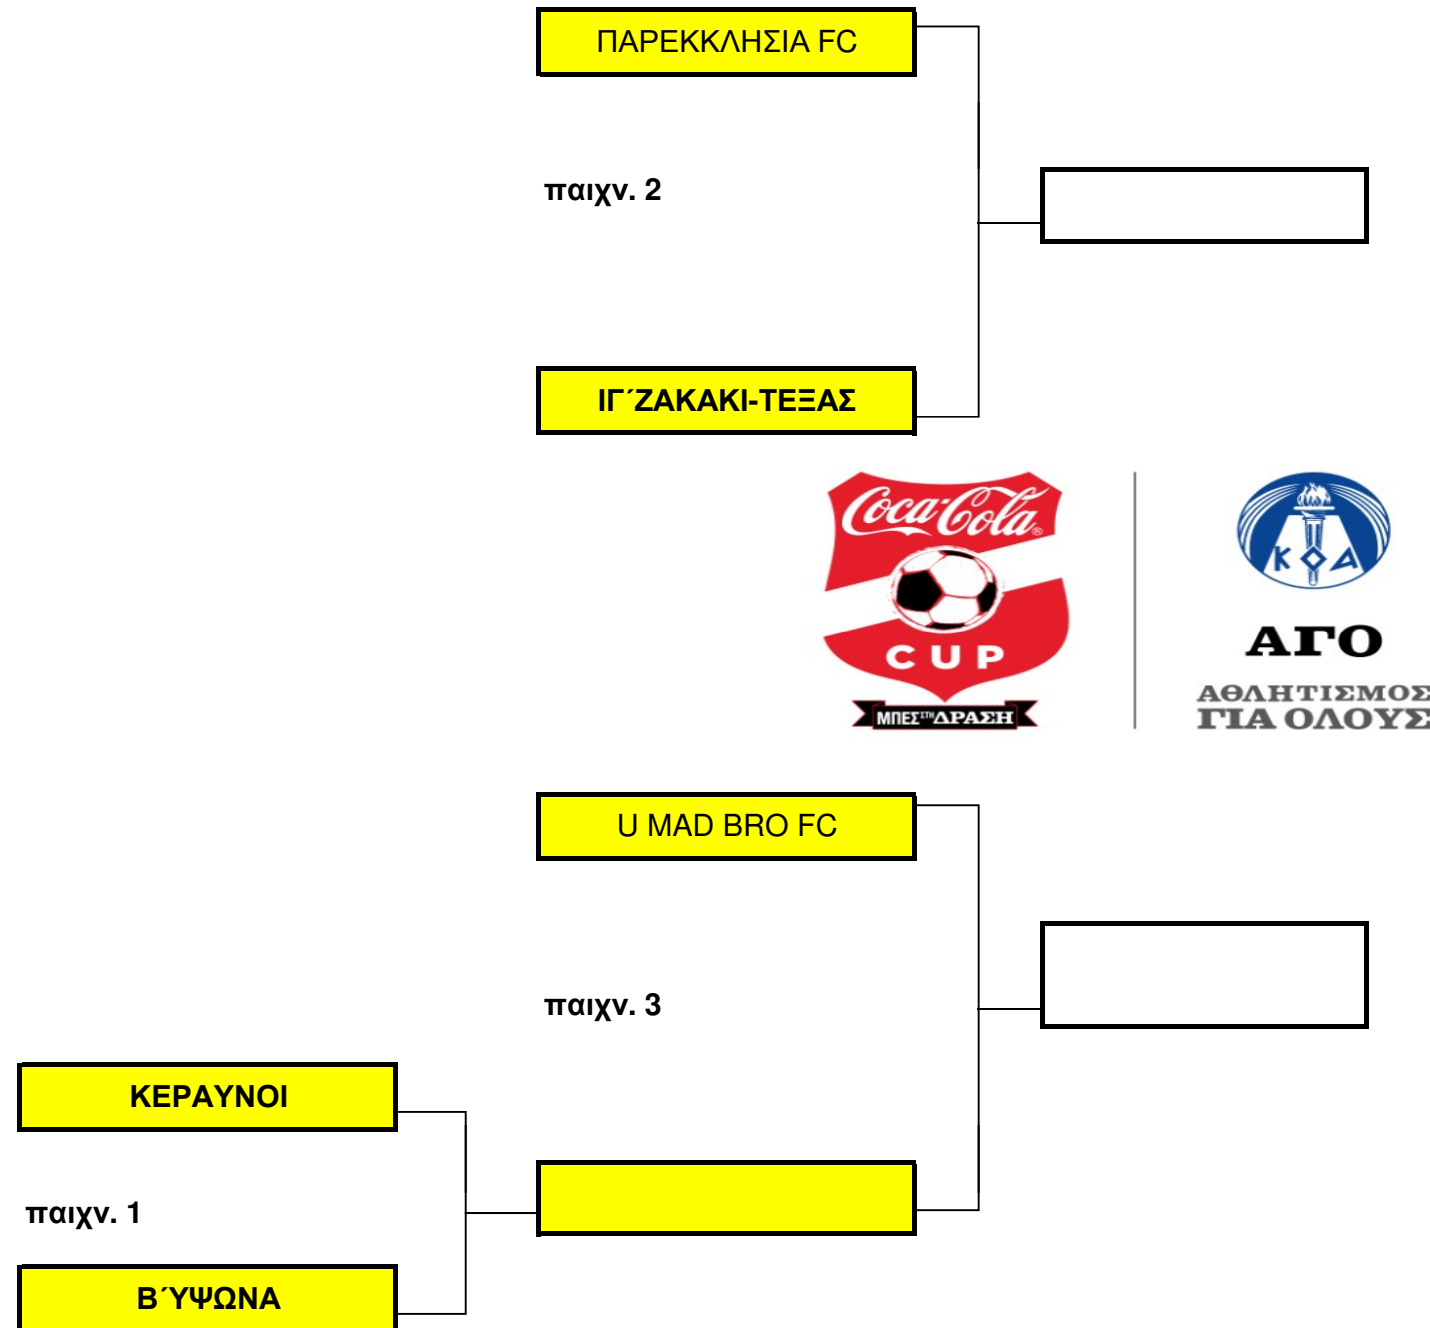 ΠΑΡΕΚΚΛΗΣΙΑ FC
παιχν. 2
ΙΓ΄ΖΑΚΑΚΙ-ΤΕΞΑΣ
Coca-Cola®
CUP
ΜΠΕΣ ΣΤΗ ΔΡΑΣΗ
ΚΟΑ
ΑΓΟ
ΑΘΛΗΤΙΣΜΟΣ
ΓΙΑ ΟΛΟΥΣ
U MAD BRO FC
παιχν. 3
ΚΕΡΑΥΝΟΙ
παιχν. 1
Β΄ΥΨΩΝΑ